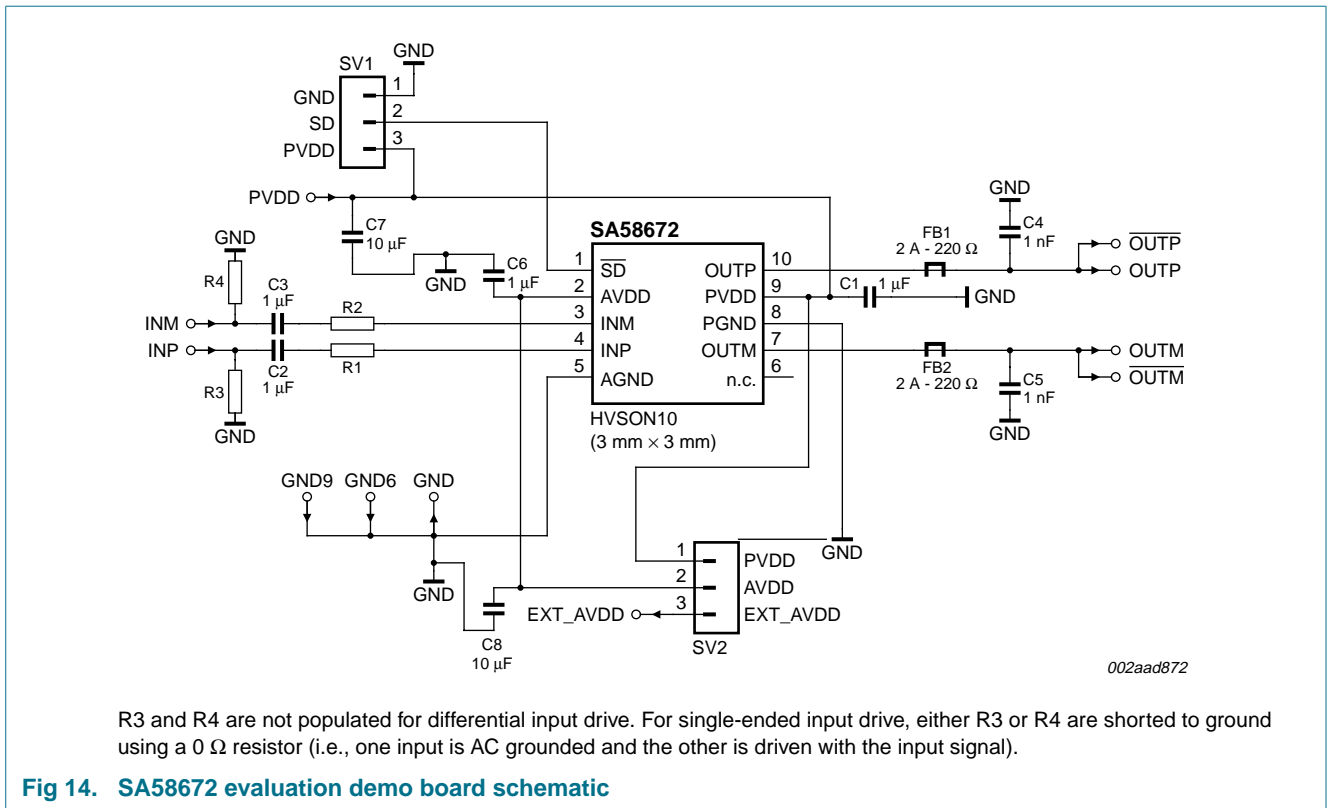 GND
SV1
1
GND
2
SD
3
PVDD
PVDD
GND
C7
10 μF
SA58672
C4
1 nF
FB1
2 A - 220 Ω
OUTP
OUTP
GND
R4
C3
1 μF
GND
C6
1 μF
1
SD
OUTP
10
2
AVDD
PVDD
9
C1
1 μF
GND
INM
R2
3
INM
PGND
8
INP
R1
4
INP
OUTM
7
OUTM
OUTM
R3
C2
1 μF
5
AGND
n.c.
6
FB2
2 A - 220 Ω
C5
1 nF
GND
GND
HVSON10
(3 mm × 3 mm)
GND9
GND6
GND
GND
C8
10 μF
1
PVDD
GND
2
AVDD
EXT_AVDD
3
EXT_AVDD
SV2
002aad872
R3 and R4 are not populated for differential input drive. For single-ended input drive, either R3 or R4 are shorted to ground
using a 0 Ω resistor (i.e., one input is AC grounded and the other is driven with the input signal).
Fig 14. SA58672 evaluation demo board schematic